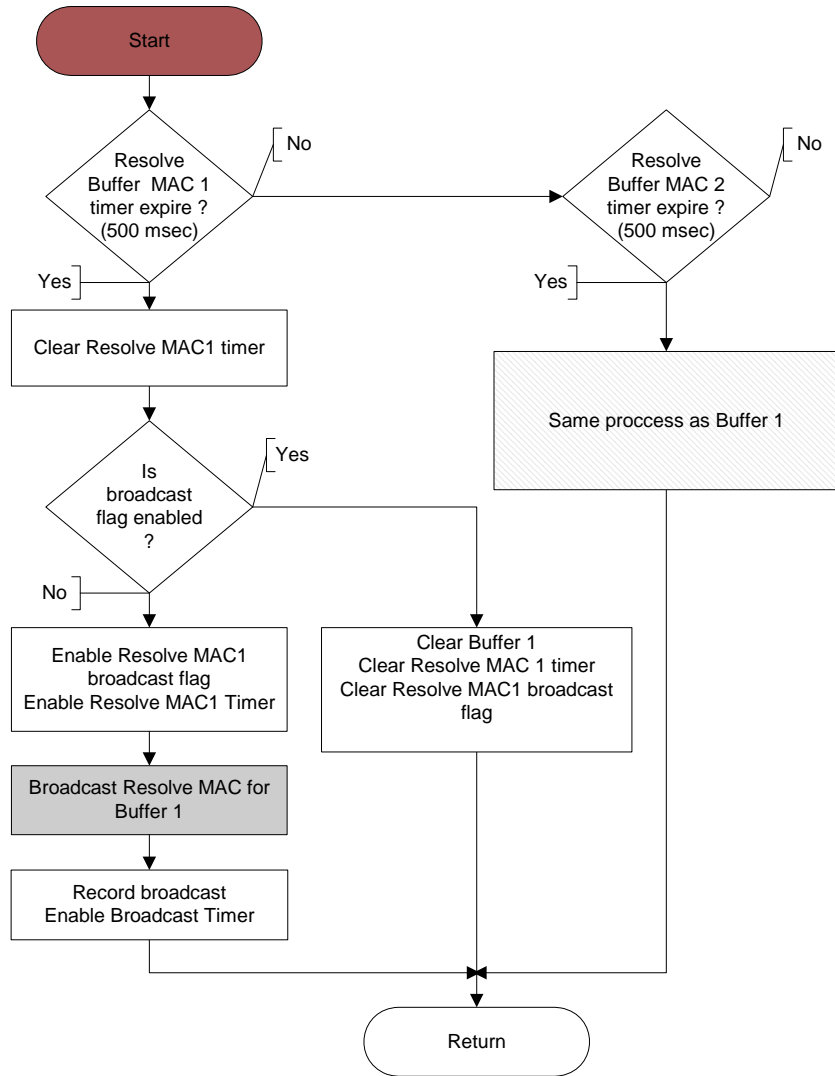 Start
Resolve
Buffer MAC 1
timer expire ?
(500 msec)
No
Resolve
Buffer MAC 2
timer expire ?
(500 msec)
No
Yes
Yes
Clear Resolve MAC1 timer
Same proccess as Buffer 1
Is
broadcast
flag enabled
?
Yes
No
Enable Resolve MAC1
broadcast flag
Enable Resolve MAC1 Timer
Clear Buffer 1
Clear Resolve MAC 1 timer
Clear Resolve MAC1 broadcast
flag
Broadcast Resolve MAC for
Buffer 1
Record broadcast
Enable Broadcast Timer
Return